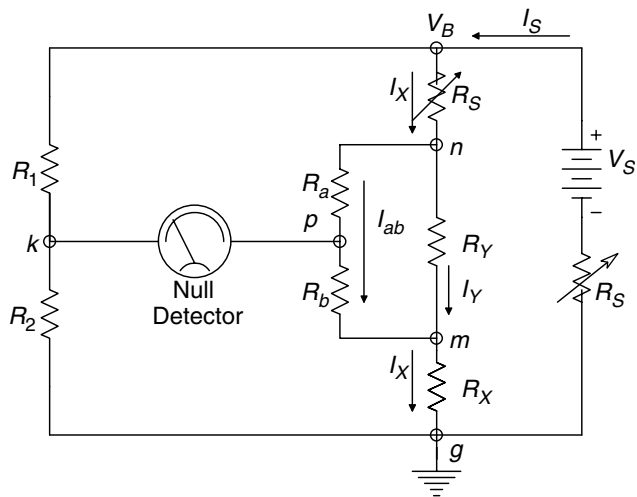 V_B
I_S
I_X
R_S
n
+
V_S
–
R_1
R_a
p
I_ab
k
R_Y
Null
Detector
R_b
I_Y
R_S
R_2
m
I_X
R_X
g